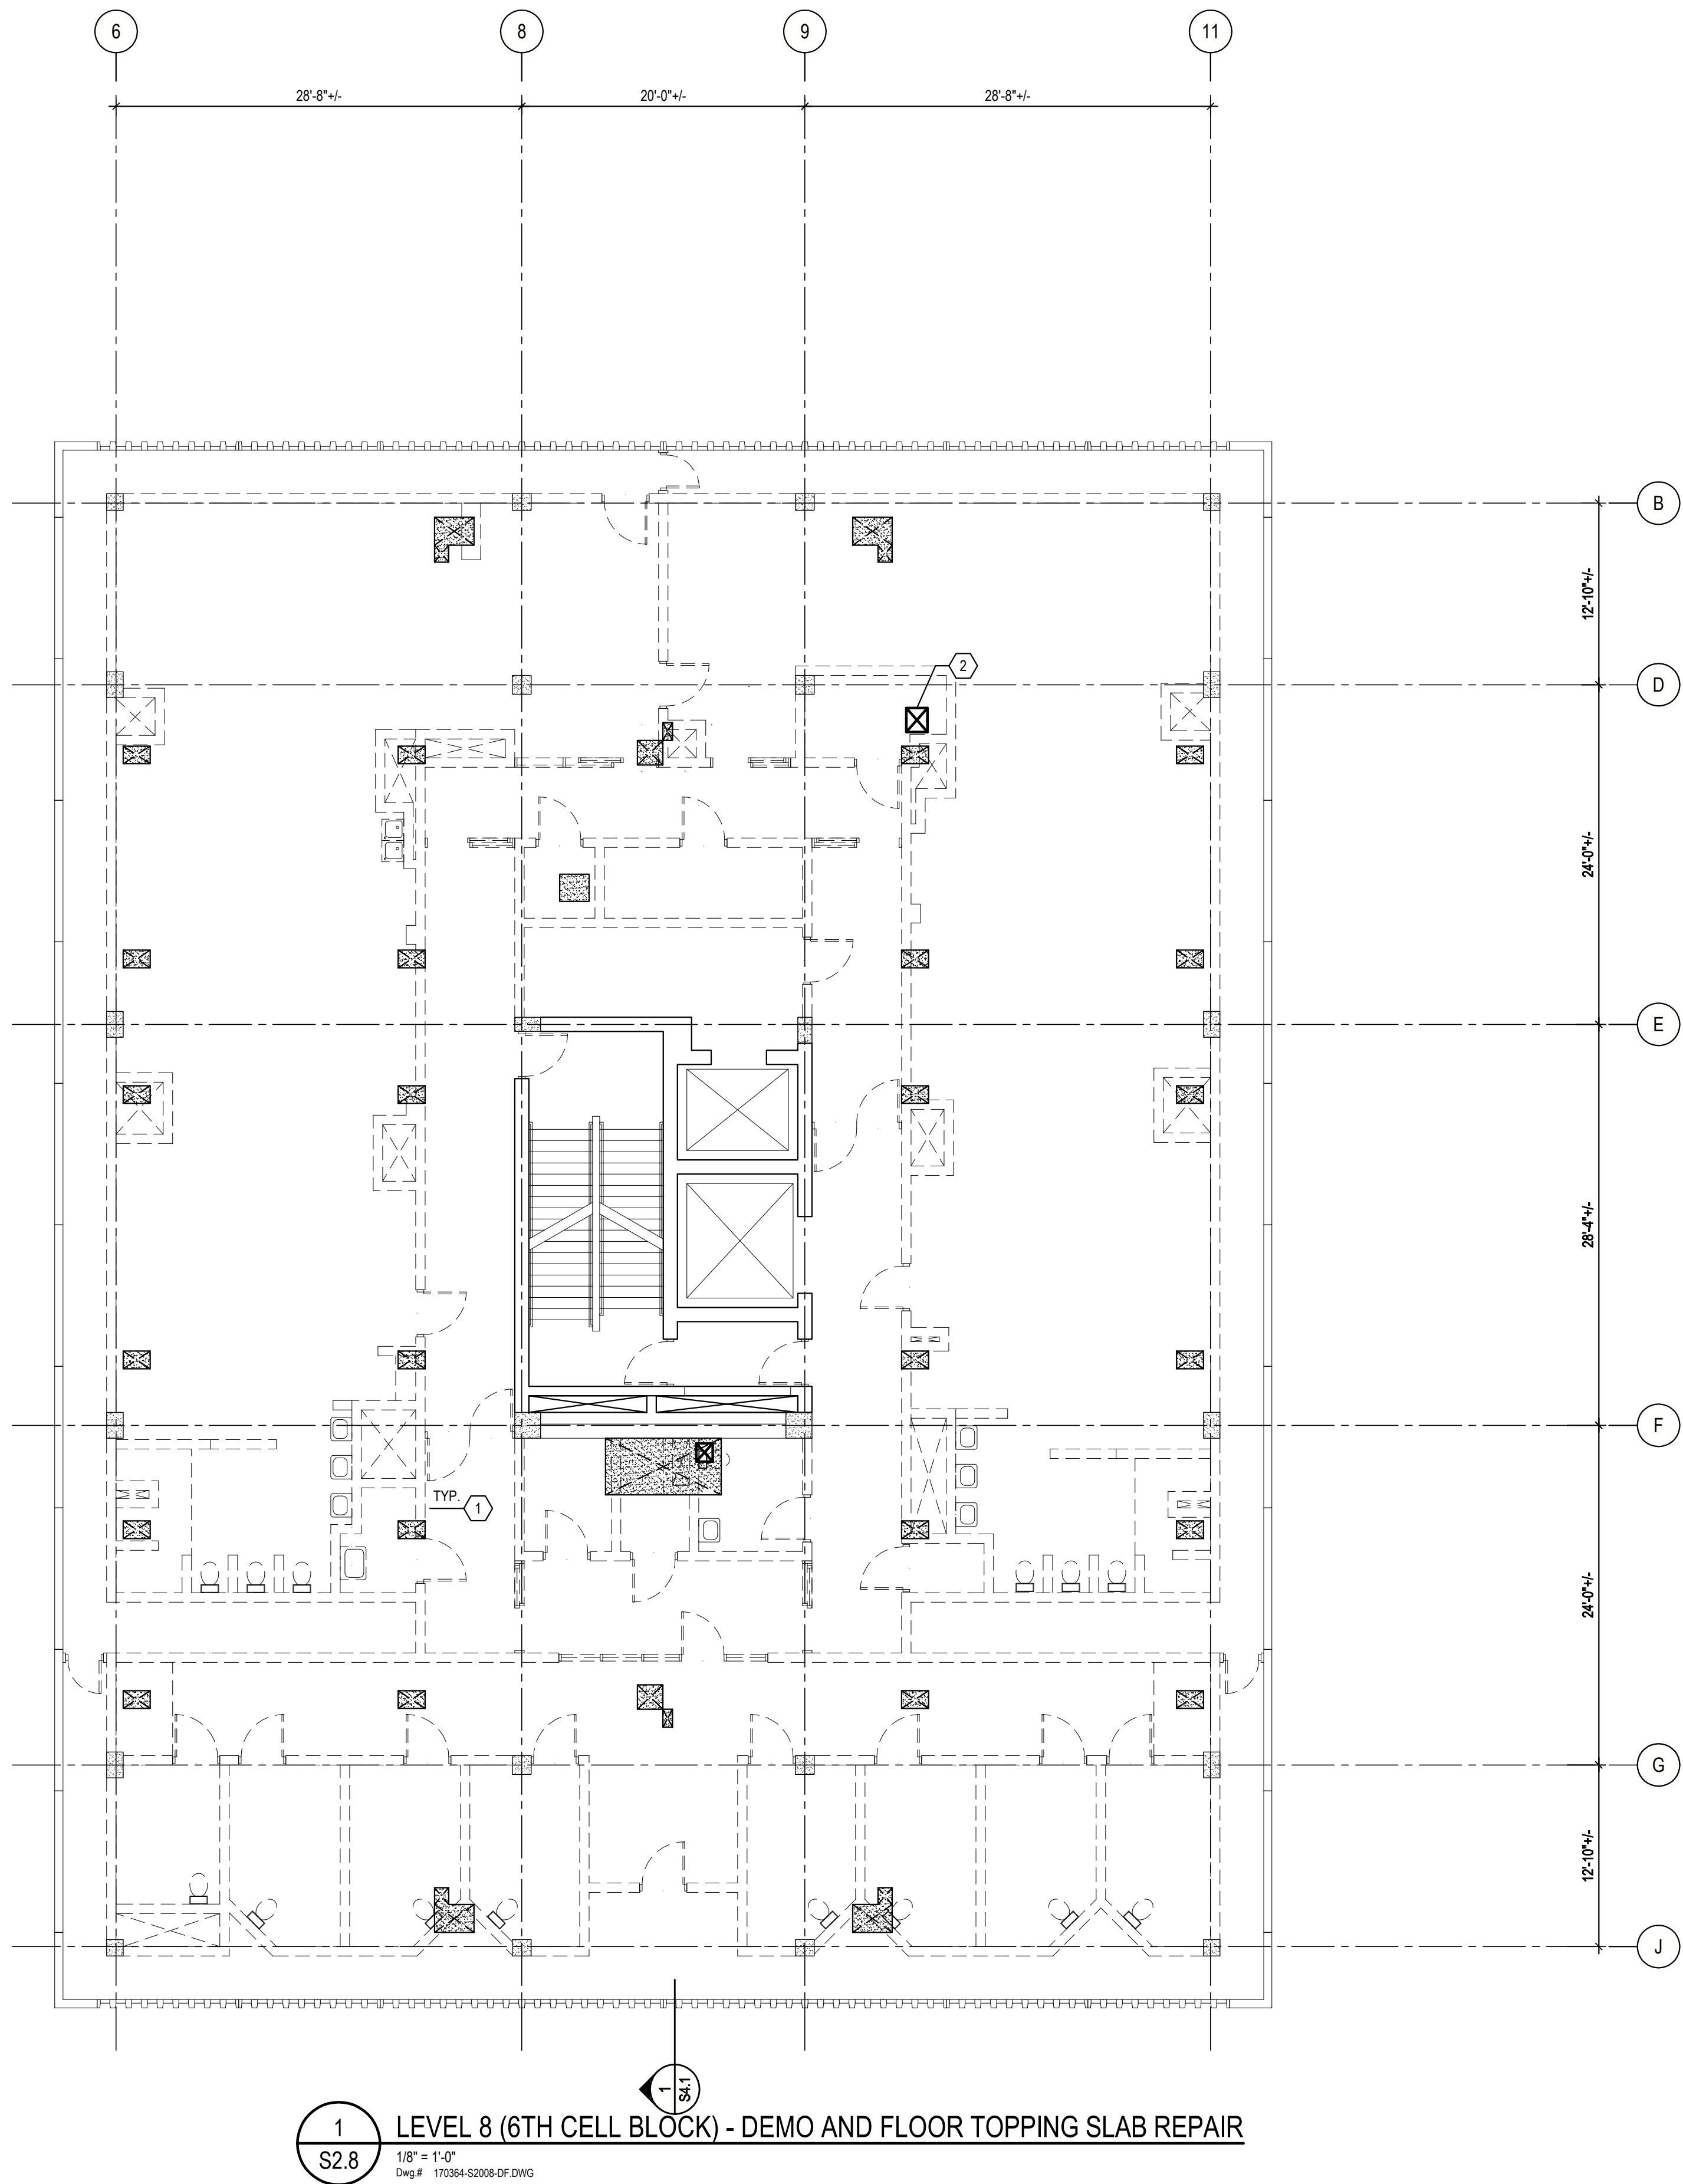 6
8
9
11
28'-8"+/-
20'-0"+/-
28'-8"+/-
B
12'-10"+/-
2
D
24'-0"+/-
E
28'-4"+/-
F
TYP.
1
24'-0"+/-
G
12'-10"+/-
J
1
S4.1
1
S2.8
LEVEL 8 (6TH CELL BLOCK) - DEMO AND FLOOR TOPPING SLAB REPAIR
1/8" = 1'-0"
Dwg.# 170364-S2008-DF.DWG